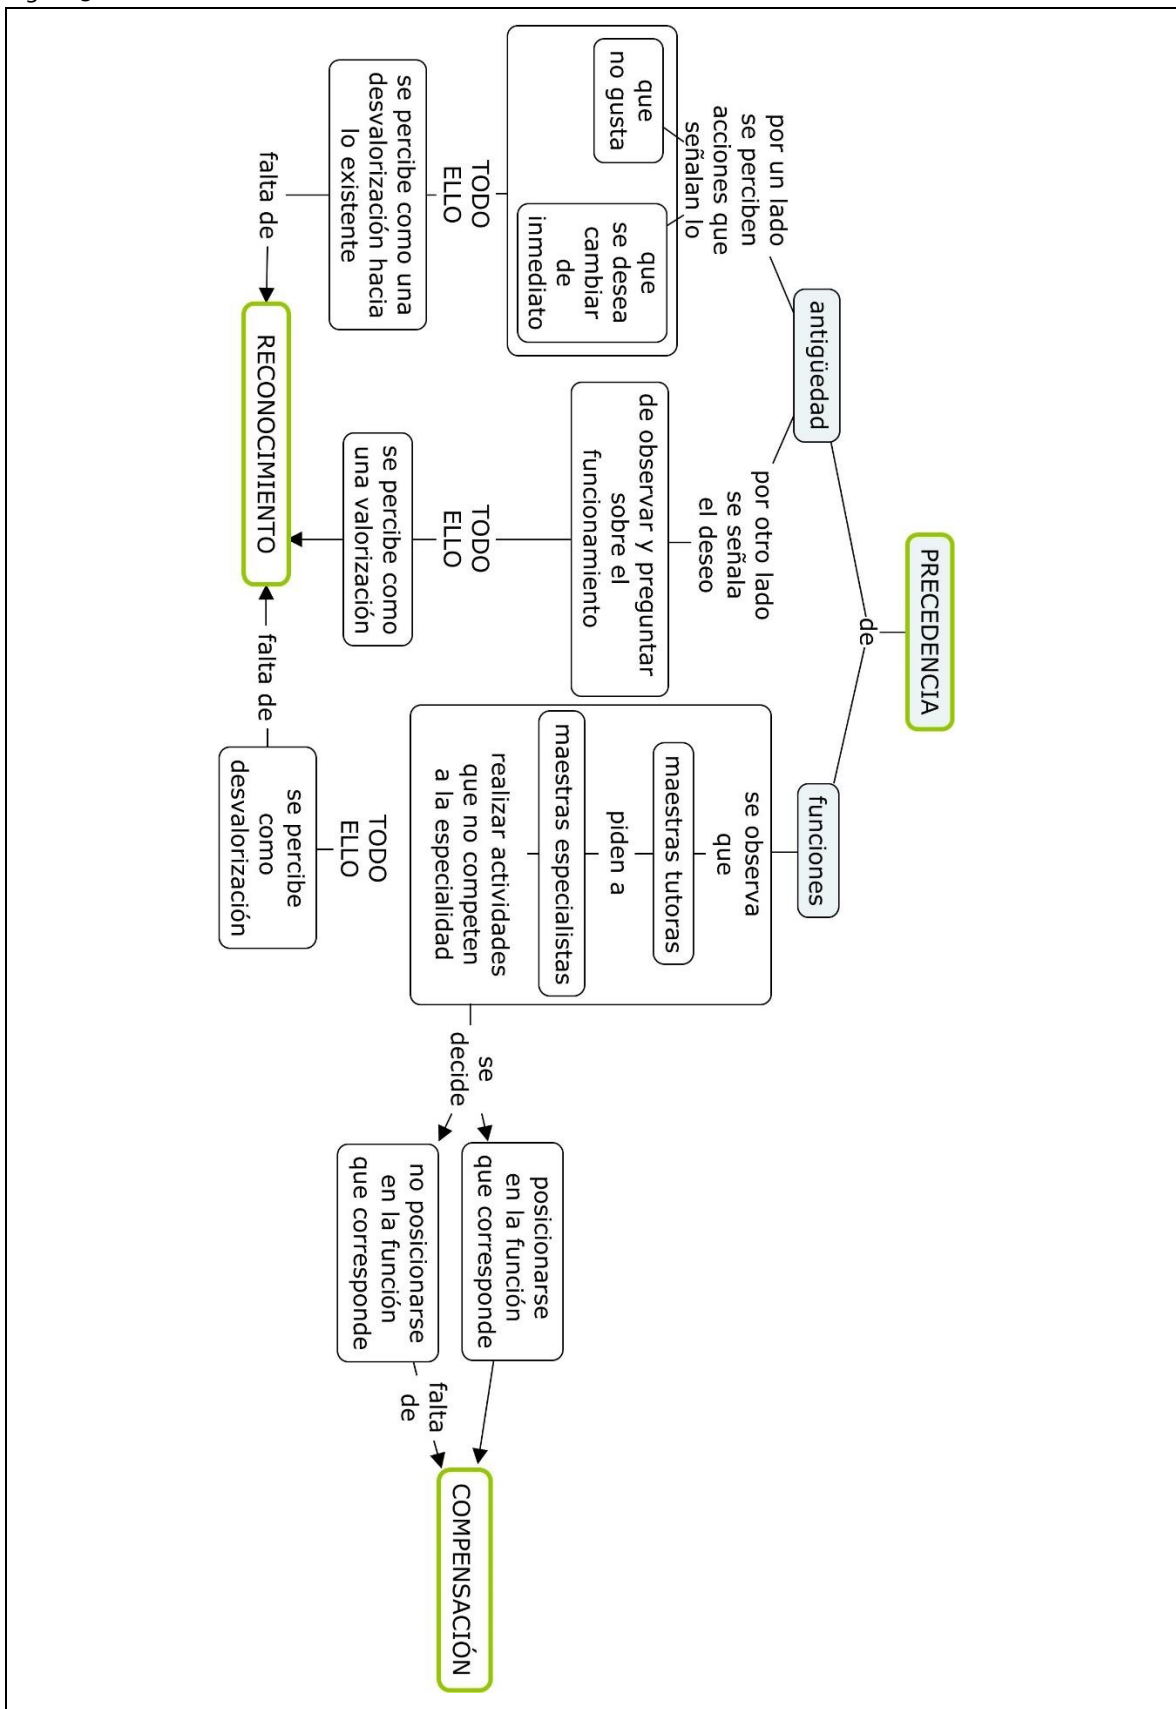 PRECEDENCIA
de
antigüedad
funciones
por un lado
se perciben
acciones que
señalan lo
que
no gusta
que
se desea
cambiar
de
inmediato
TODO
ELLO
se percibe como una
desvalorización hacia
lo existente
falta de
RECONOCIMIENTO
por otro lado
se señala
el deseo
de observar y preguntar
sobre el
funcionamiento
TODO
ELLO
se percibe como
una valorización
se observa
que
maestras tutoras
piden a
maestras especialistas
realizar actividades
que no competen
a la especialidad
TODO
ELLO
se percibe
como
desvalorización
falta de
se
decide
posicionarse
en la función
que corresponde
no posicionarse
en la función
que corresponde
falta
de
COMPENSACIÓN